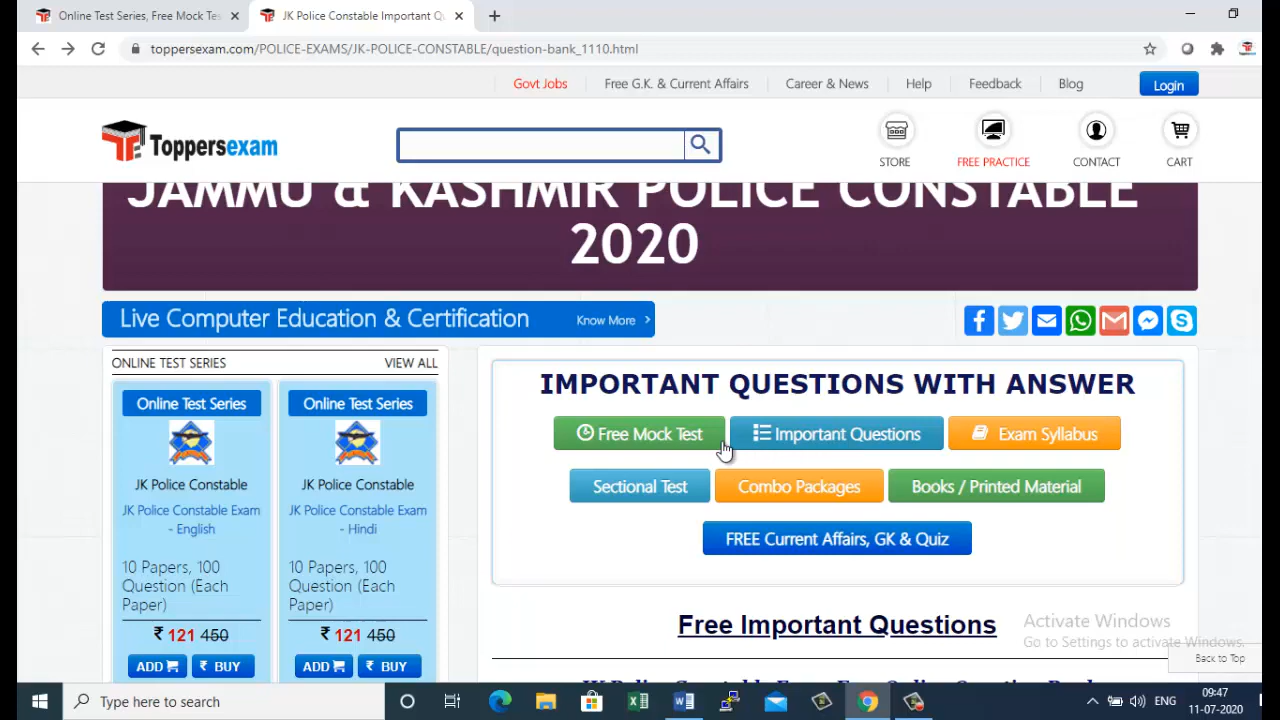 Online Test Series, Free Mock Tes
JK Police Constable Important Q
toppersexam.com/POLICE-EXAMS/JK-POLICE-CONSTABLE/question-bank_1110.html
Govt Jobs
Free G.K. & Current Affairs
Career & News
Help
Feedback
Blog
Login
Toppersexam
STORE
FREE PRACTICE
CONTACT
CART
JAMMU & KASHMIR POLICE CONSTABLE
2020
Live Computer Education & Certification
Know More
ONLINE TEST SERIES
VIEW ALL
Online Test Series
JK Police Constable
JK Police Constable Exam
- English
10 Papers, 100
Question (Each
Paper)
₹ 121 450
ADD
₹ BUY
Online Test Series
JK Police Constable
JK Police Constable Exam
- Hindi
10 Papers, 100
Question (Each
Paper)
₹ 121 450
ADD
₹ BUY
IMPORTANT QUESTIONS WITH ANSWER
Free Mock Test
Important Questions
Exam Syllabus
Sectional Test
Combo Packages
Books / Printed Material
FREE Current Affairs, GK & Quiz
Free Important Questions
Activate Windows
Go to Settings to activate Windows.
Back to Top
Type here to search
ENG
09:47
11-07-2020